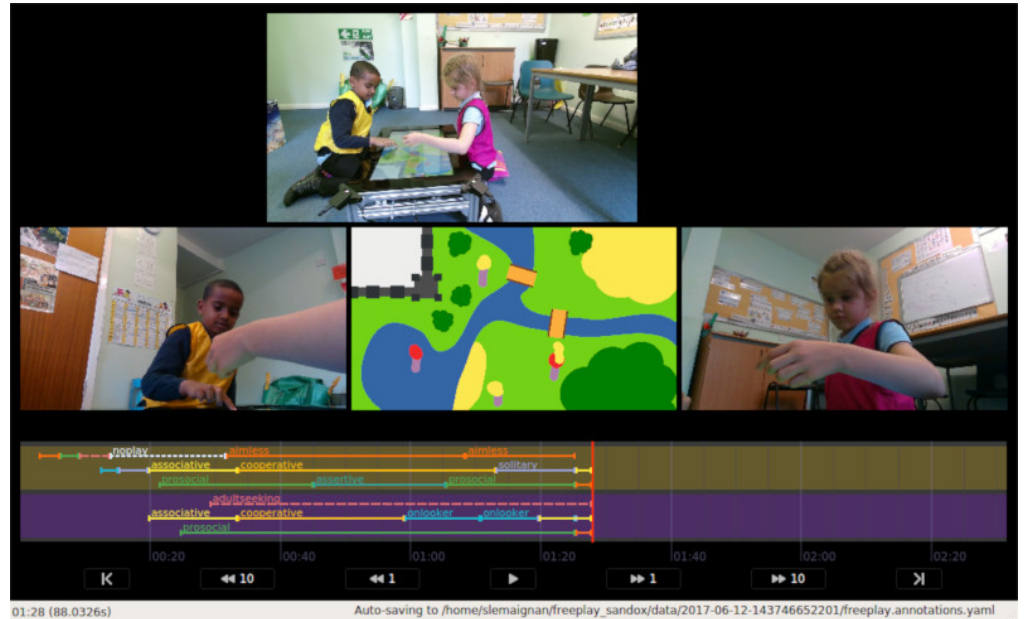 noplay aimless aimless
associative cooperative solitary
prosocial assertive prosocial
adultseeking
associative cooperative onlooker onlooker
prosocial
00:20 00:40 01:00 01:20 01:40 02:00 02:20
10 1 1 10
01:28 (88.0326s) Auto-saving to /home/slemaignan/freeplay_sandox/data/2017-06-12-143746652201/freeplay.annotations.yaml